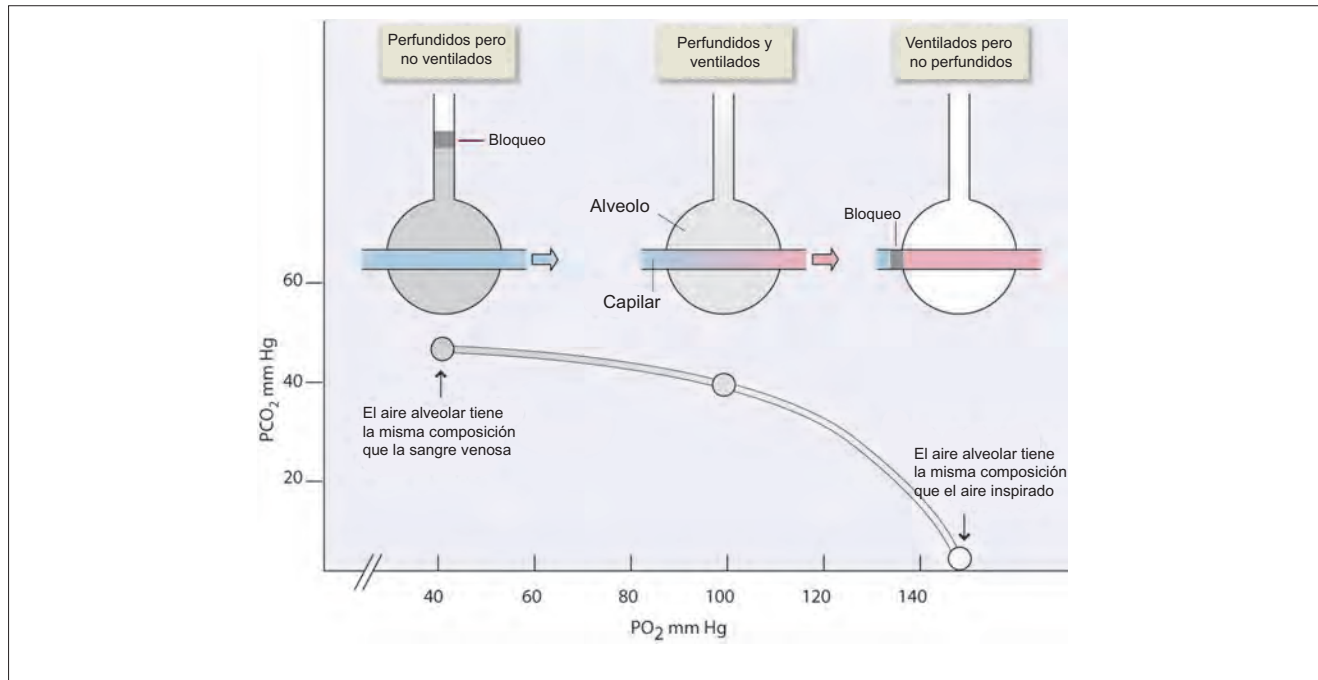 Perfundidos pero
no ventilados
Perfundidos y
ventilados
Ventilados pero
no perfundidos
Bloqueo
Alveolo
Bloqueo
Capilar
60
40
20
PCO₂ mm Hg
El aire alveolar tiene
la misma composición
que la sangre venosa
El aire alveolar tiene
la misma composición
que el aire inspirado
40
60
80
100
120
140
PO₂ mm Hg